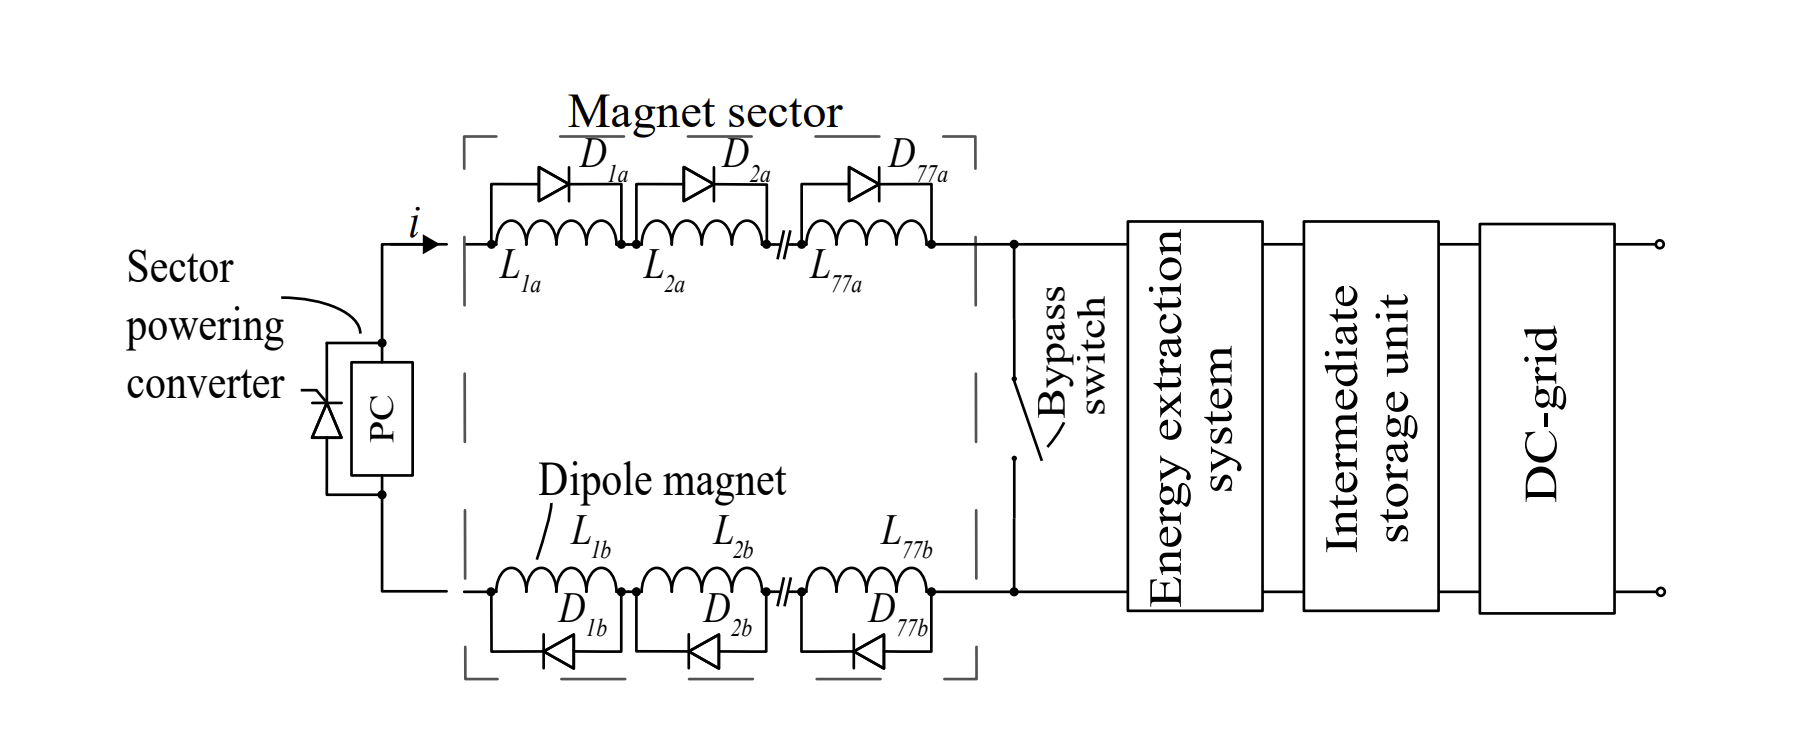 Magnet sector
D1a
D2a
D77a
i
L1a
L2a
L77a
Sector
powering
converter
PC
Bypass
switch
Energy extraction
system
Intermediate
storage unit
DC-grid
Dipole magnet
L1b
L2b
L77b
D1b
D2b
D77b